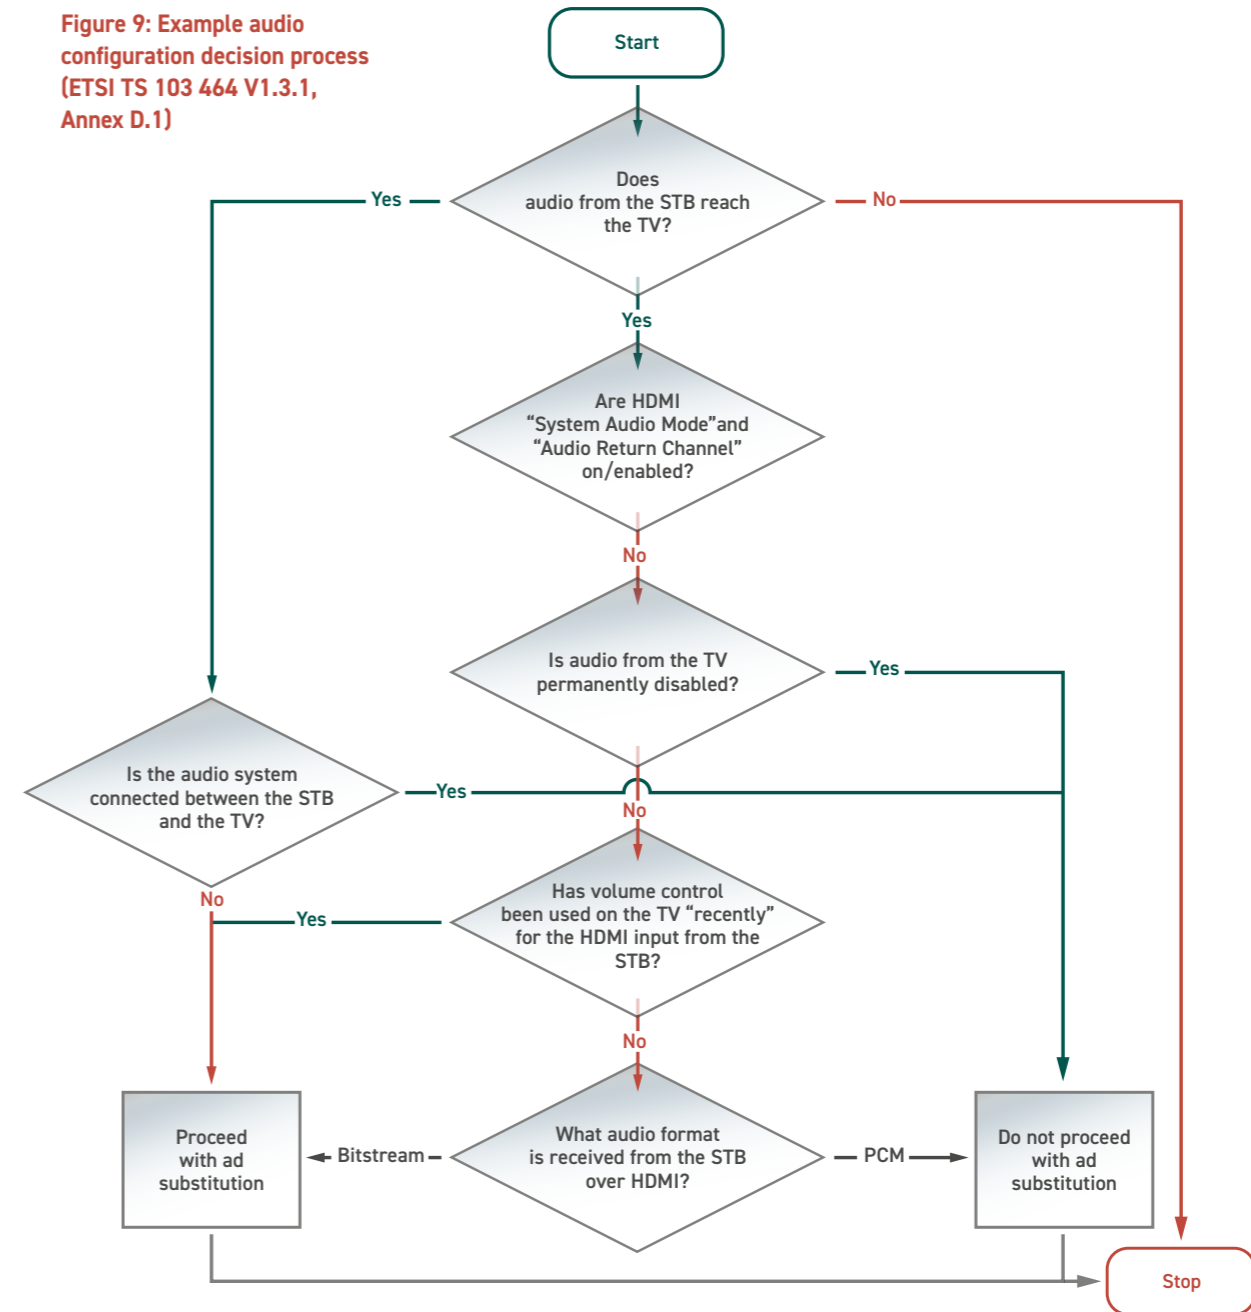 Figure 9: Example audio
configuration decision process
(ETSI TS 103 464 V1.3.1,
Annex D.1)
Start
Does
audio from the STB reach
the TV?
Yes
No
Yes
Are HDMI
“System Audio Mode”and
“Audio Return Channel”
on/enabled?
No
Is audio from the TV
permanently disabled?
Yes
Is the audio system
connected between the STB
and the TV?
Yes
No
No
Has volume control
been used on the TV “recently”
for the HDMI input from the
STB?
Yes
No
What audio format
is received from the STB
over HDMI?
Bitstream
PCM
Proceed
with ad
substitution
Do not proceed
with ad
substitution
Stop